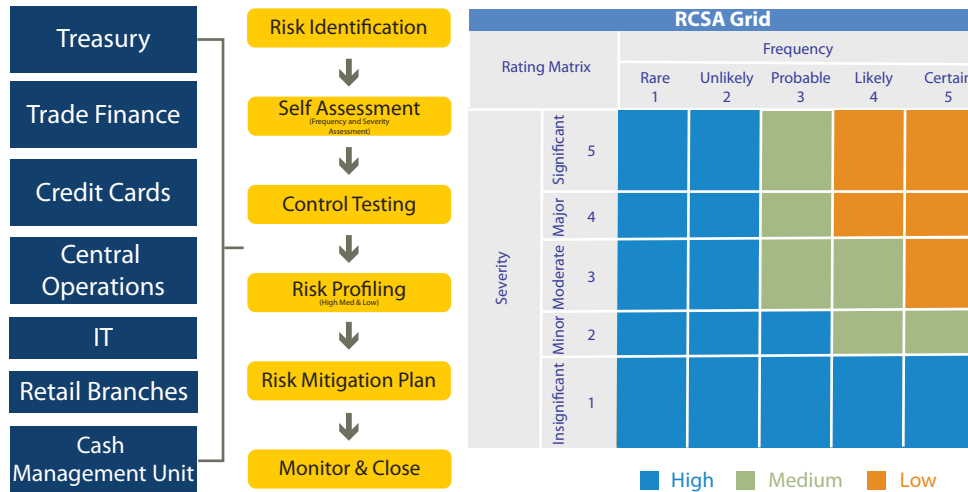 Treasury
Trade Finance
Credit Cards
Central
Operations
IT
Retail Branches
Cash
Management Unit
Risk Identification
Self Assessment
(Frequency and Severity
Assessment)
Control Testing
Risk Profiling
(High Med & Low)
Risk Mitigation Plan
Monitor & Close
RCSA Grid
Rating Matrix
Frequency
Rare Unlikely Probable Likely Certain
1 2 3 4 5
Severity
Significant 5
Major 4
Moderate 3
Minor 2
Insignificant 1
High Medium Low